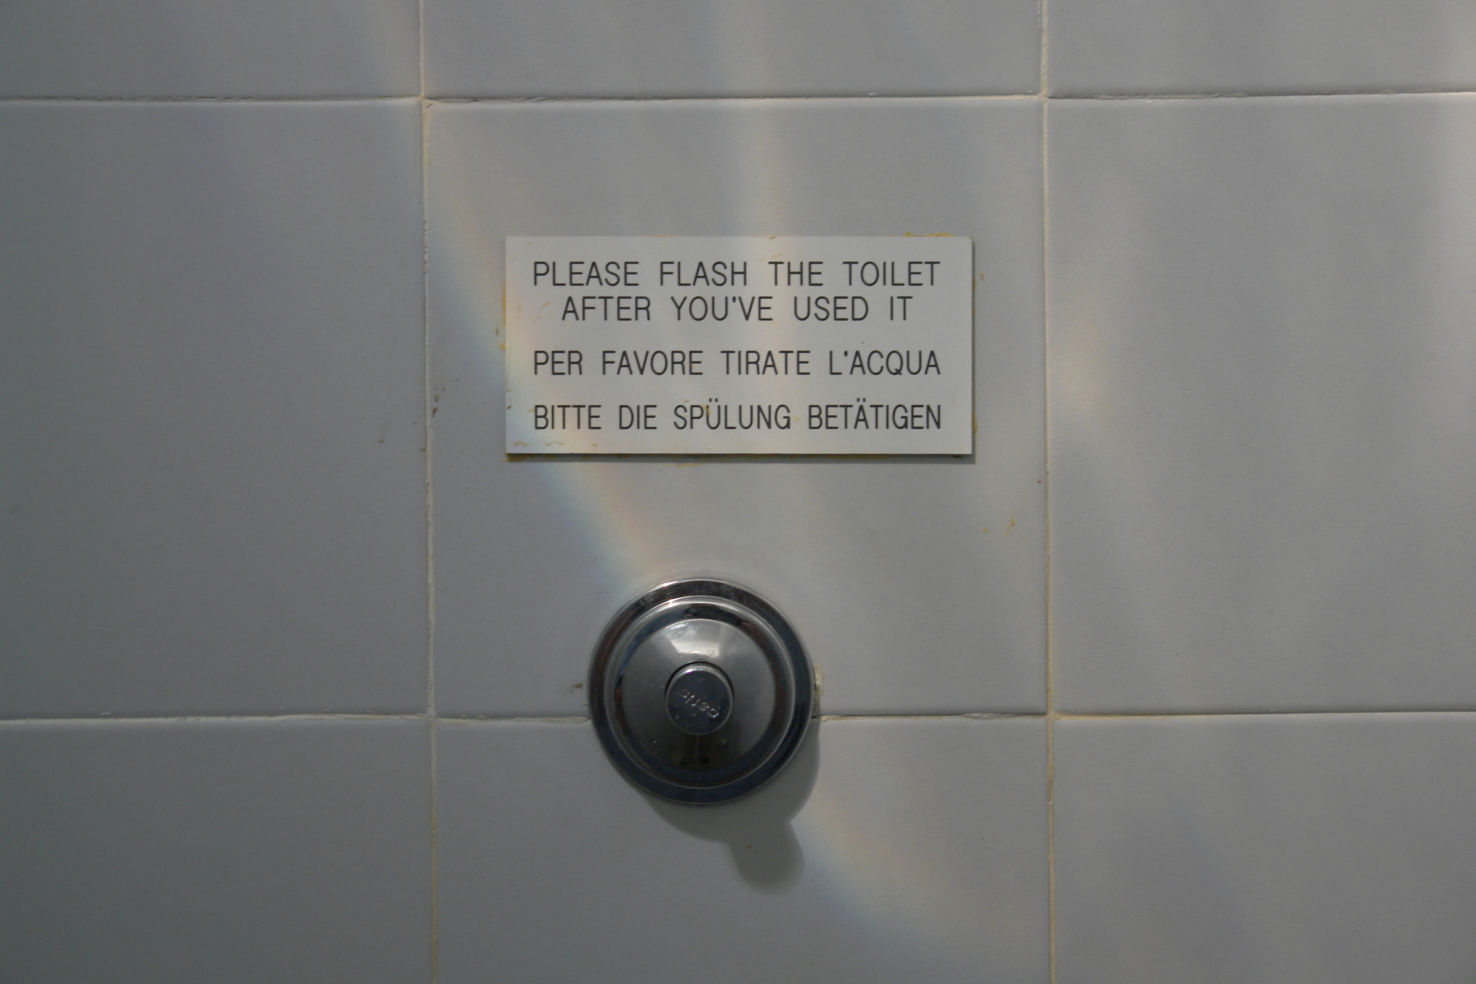 PLEASE FLASH THE TOILET
AFTER YOU'VE USED IT
PER FAVORE TIRATE L'ACQUA
BITTE DIE SPÜLUNG BETÄTIGEN